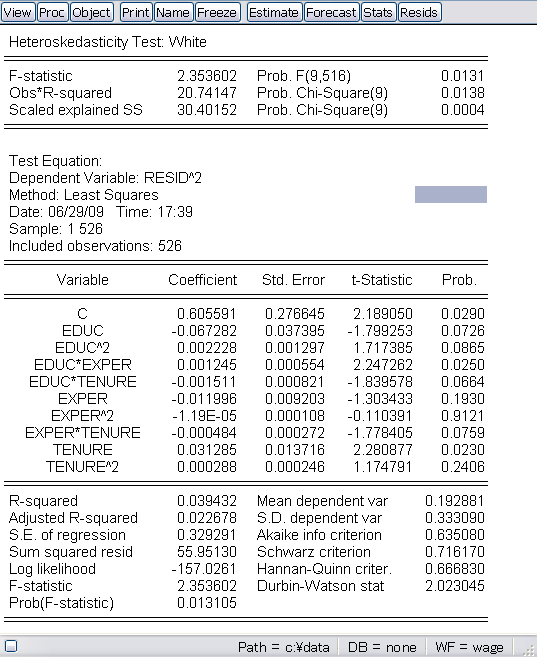 View Proc Object Print Name Freeze Estimate Forecast Stats Resids
Heteroskedasticity Test: White
F-statistic 2.353602 Prob. F(9,516) 0.0131
Obs*R-squared 20.74147 Prob. Chi-Square(9) 0.0138
Scaled explained SS 30.40152 Prob. Chi-Square(9) 0.0004
Test Equation:
Dependent Variable: RESID^2
Method: Least Squares
Date: 06/29/09 Time: 17:39
Sample: 1 526
Included observations: 526
Variable Coefficient Std. Error t-Statistic Prob.
C 0.605591 0.276645 2.189050 0.0290
EDUC -0.067282 0.037395 -1.799253 0.0726
EDUC^2 0.002228 0.001297 1.717385 0.0865
EDUC*EXPER 0.001245 0.000554 2.247262 0.0250
EDUC*TENURE -0.001511 0.000821 -1.839578 0.0664
EXPER -0.011996 0.009203 -1.303433 0.1930
EXPER^2 -1.19E-05 0.000108 -0.110391 0.9121
EXPER*TENURE -0.000484 0.000272 -1.778405 0.0759
TENURE 0.031285 0.013716 2.280877 0.0230
TENURE^2 0.000288 0.000246 1.174791 0.2406
R-squared 0.039432 Mean dependent var 0.192881
Adjusted R-squared 0.022678 S.D. dependent var 0.333090
S.E. of regression 0.329291 Akaike info criterion 0.635080
Sum squared resid 55.95130 Schwarz criterion 0.716170
Log likelihood -157.0261 Hannan-Quinn criter. 0.666830
F-statistic 2.353602 Durbin-Watson stat 2.023045
Prob(F-statistic) 0.013105
Path = c:¥data DB = none WF = wage